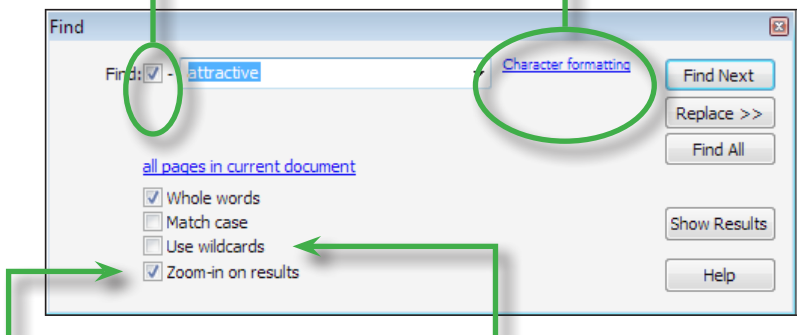 Find
Find: - attractive
Character formatting
Find Next
Replace >>
Find All
all pages in current document
Whole words
Match case
Use wildcards
Zoom-in on results
Show Results
Help